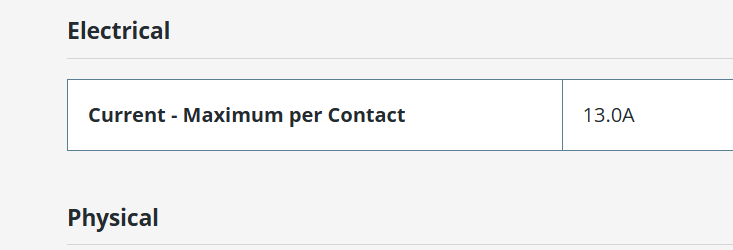 Electrical
Current - Maximum per Contact 13.0A
Physical